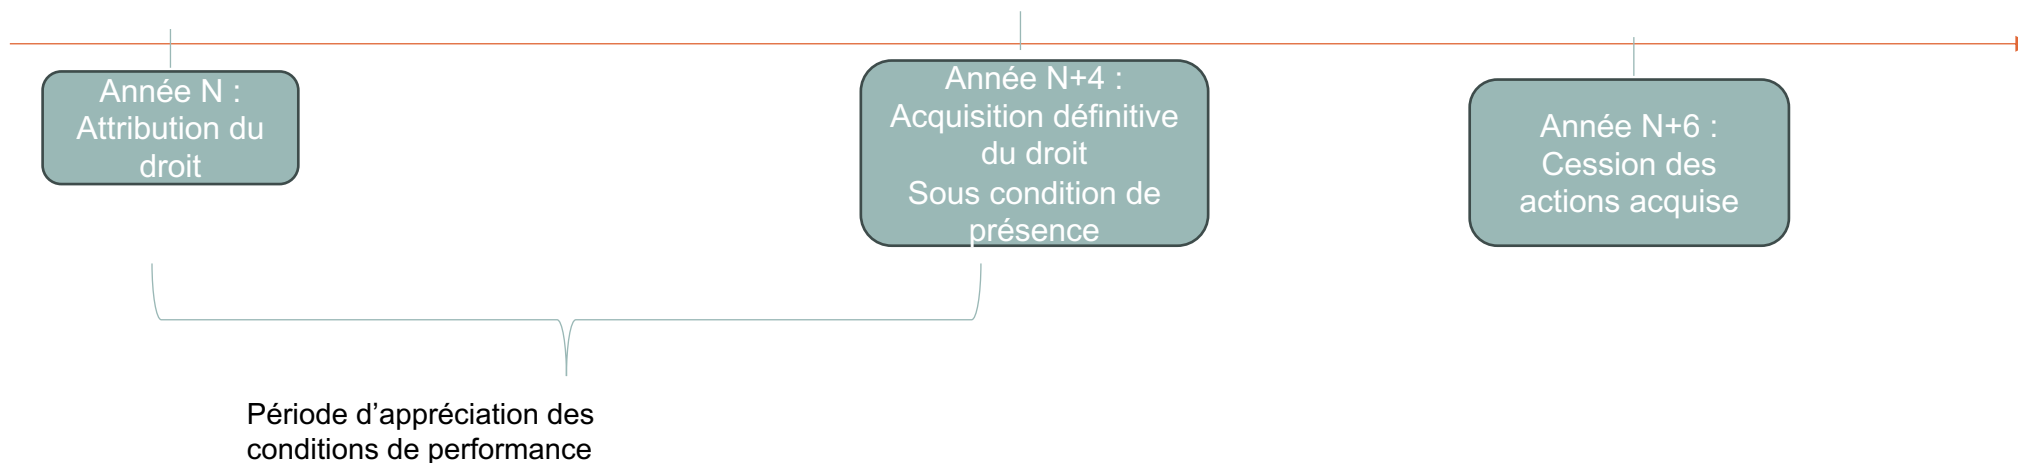 Année N :
Attribution du
droit
Année N+4 :
Acquisition définitive
du droit
Sous condition de
présence
Année N+6 :
Cession des
actions acquise
Période d’appréciation des
conditions de performance